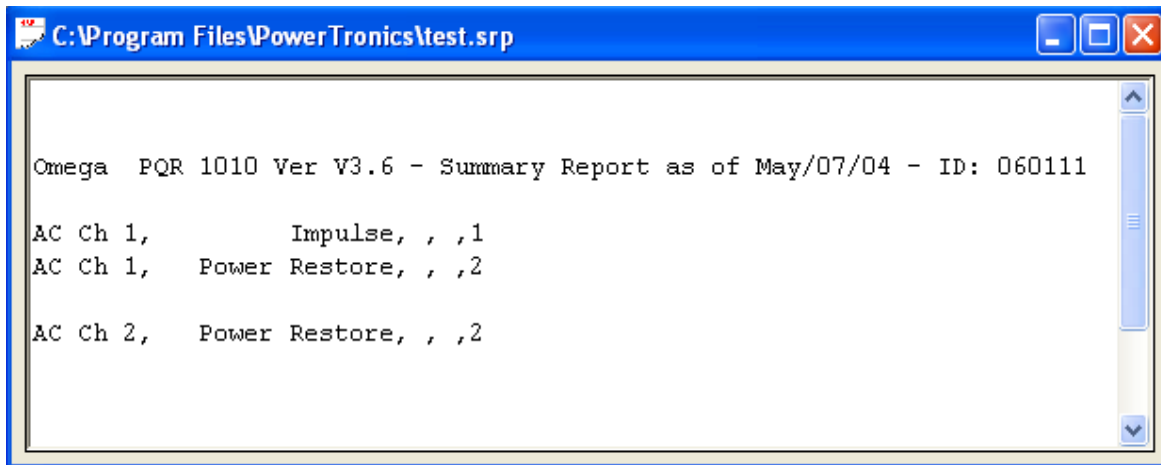 C:\Program Files\PowerTronics\test.srp
Omega  PQR 1010 Ver V3.6 - Summary Report as of May/07/04 - ID: 060111
AC Ch 1,         Impulse, , ,1
AC Ch 1,   Power Restore, , ,2
AC Ch 2,   Power Restore, , ,2